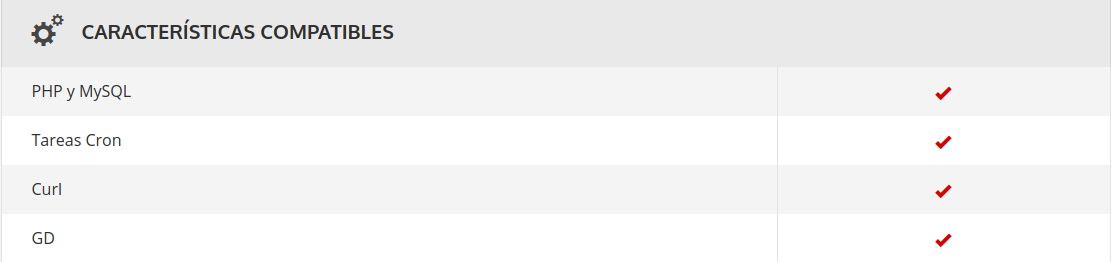 CARACTERÍSTICAS COMPATIBLES
PHP y MySQL
Tareas Cron
Curl
GD